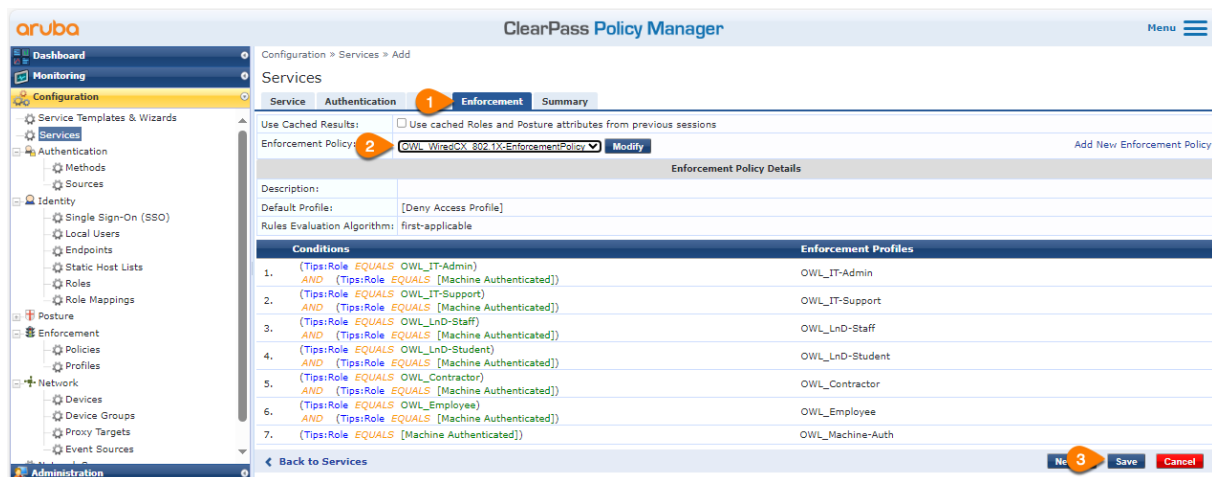 aruba
ClearPass Policy Manager
Menu
Dashboard
Monitoring
Configuration
Service Templates & Wizards
Services
Authentication
Methods
Sources
Identity
Single Sign-On (SSO)
Local Users
Endpoints
Static Host Lists
Roles
Role Mappings
Posture
Enforcement
Policies
Profiles
Network
Devices
Device Groups
Proxy Targets
Event Sources
Administration
Configuration » Services » Add
Services
Service Authentication 1 Enforcement Summary
Use Cached Results: Use cached Roles and Posture attributes from previous sessions
Enforcement Policy: 2 OWL_WiredCX_802.1X-EnforcementPolicy Modify Add New Enforcement Policy
Enforcement Policy Details
Description:
Default Profile: [Deny Access Profile]
Rules Evaluation Algorithm: first-applicable
Conditions Enforcement Profiles
1. (Tips:Role EQUALS OWL_IT-Admin)
AND (Tips:Role EQUALS [Machine Authenticated]) OWL_IT-Admin
2. (Tips:Role EQUALS OWL_IT-Support)
AND (Tips:Role EQUALS [Machine Authenticated]) OWL_IT-Support
3. (Tips:Role EQUALS OWL_LnD-Staff)
AND (Tips:Role EQUALS [Machine Authenticated]) OWL_LnD-Staff
4. (Tips:Role EQUALS OWL_LnD-Student)
AND (Tips:Role EQUALS [Machine Authenticated]) OWL_LnD-Student
5. (Tips:Role EQUALS OWL_Contractor)
AND (Tips:Role EQUALS [Machine Authenticated]) OWL_Contractor
6. (Tips:Role EQUALS OWL_Employee)
AND (Tips:Role EQUALS [Machine Authenticated]) OWL_Employee
7. (Tips:Role EQUALS [Machine Authenticated]) OWL_Machine-Auth
Back to Services 3 Save Cancel